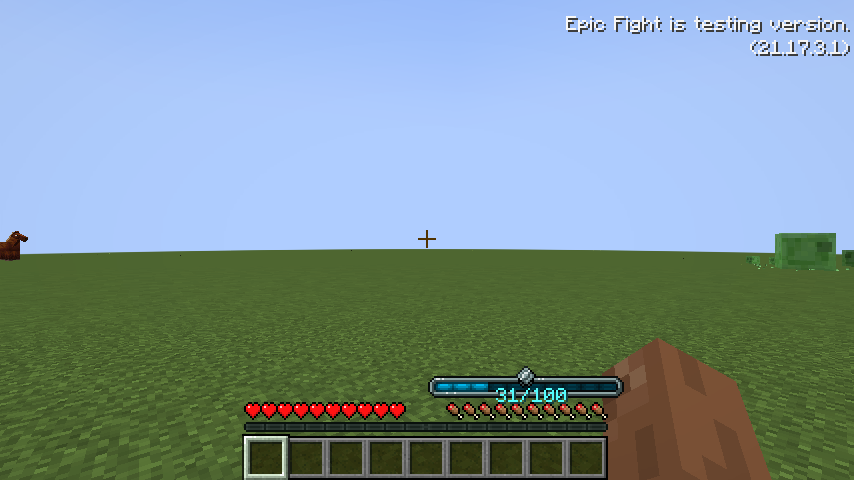 Epic Fight is testing version.
(21.17.3.1)
31/100